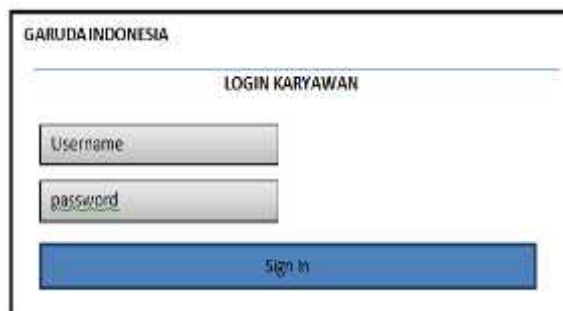 GARUDA INDONESIA
LOGIN KARYAWAN
Username
password
Sign In